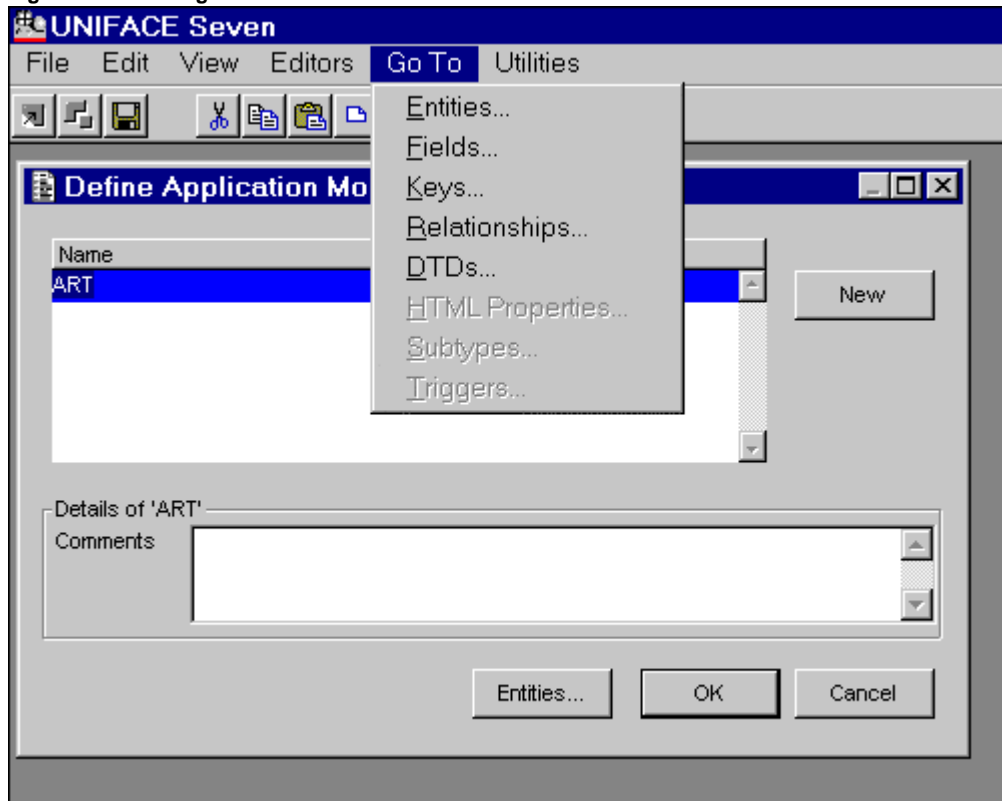 UNIFACE Seven
File Edit View Editors Go To Utilities
Entities...
Fields...
Keys...
Relationships...
DTDs...
HTML Properties...
Subtypes...
Triggers...
Define Application Mo
Name
ART
New
Details of 'ART'
Comments
Entities... OK Cancel